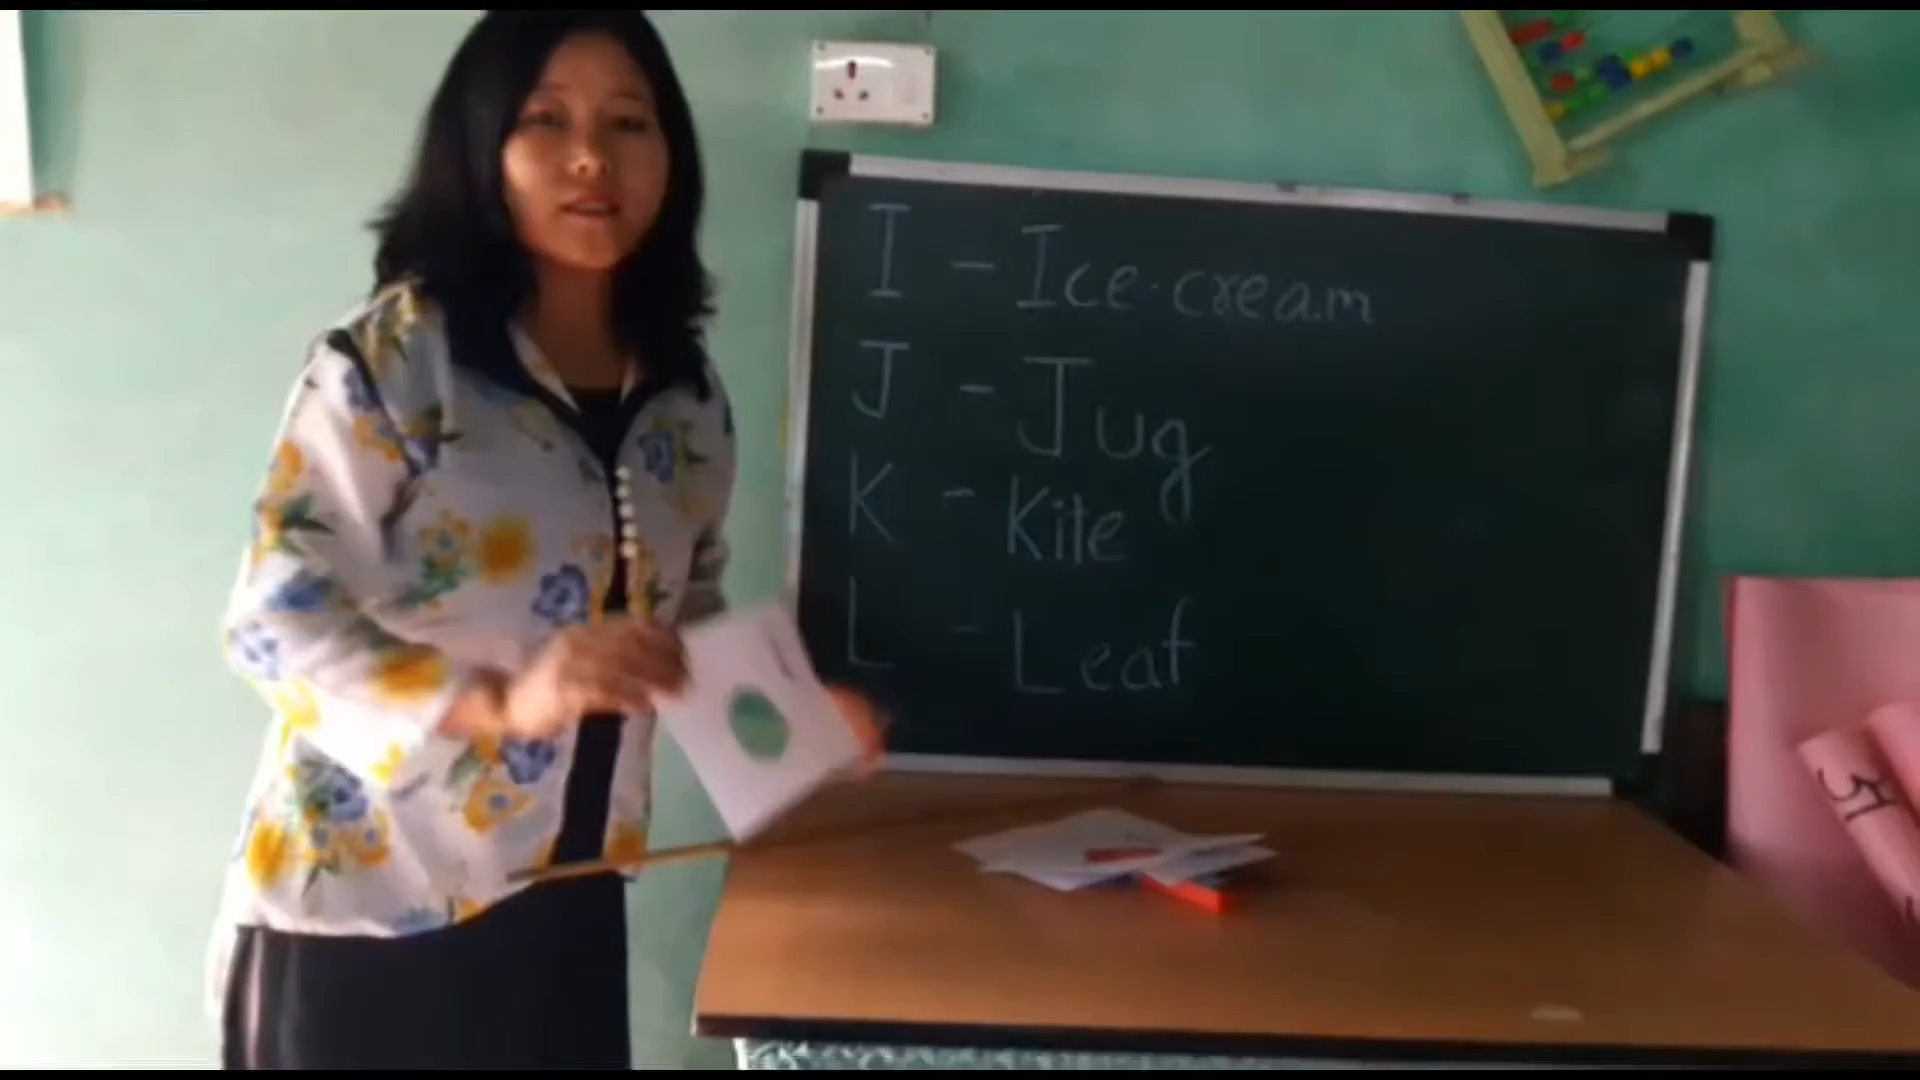 I - Ice-cream
J - Jug
K - Kite
L - Leaf